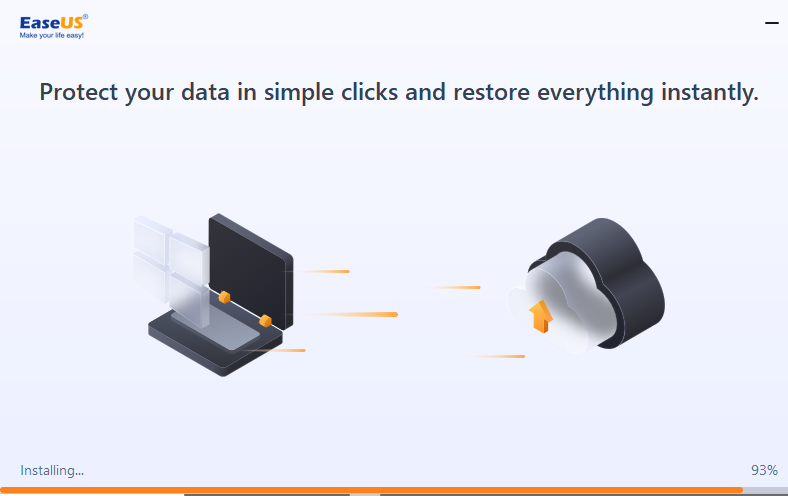 EaseUS®
Make your life easy!
Protect your data in simple clicks and restore everything instantly.
Installing...
93%